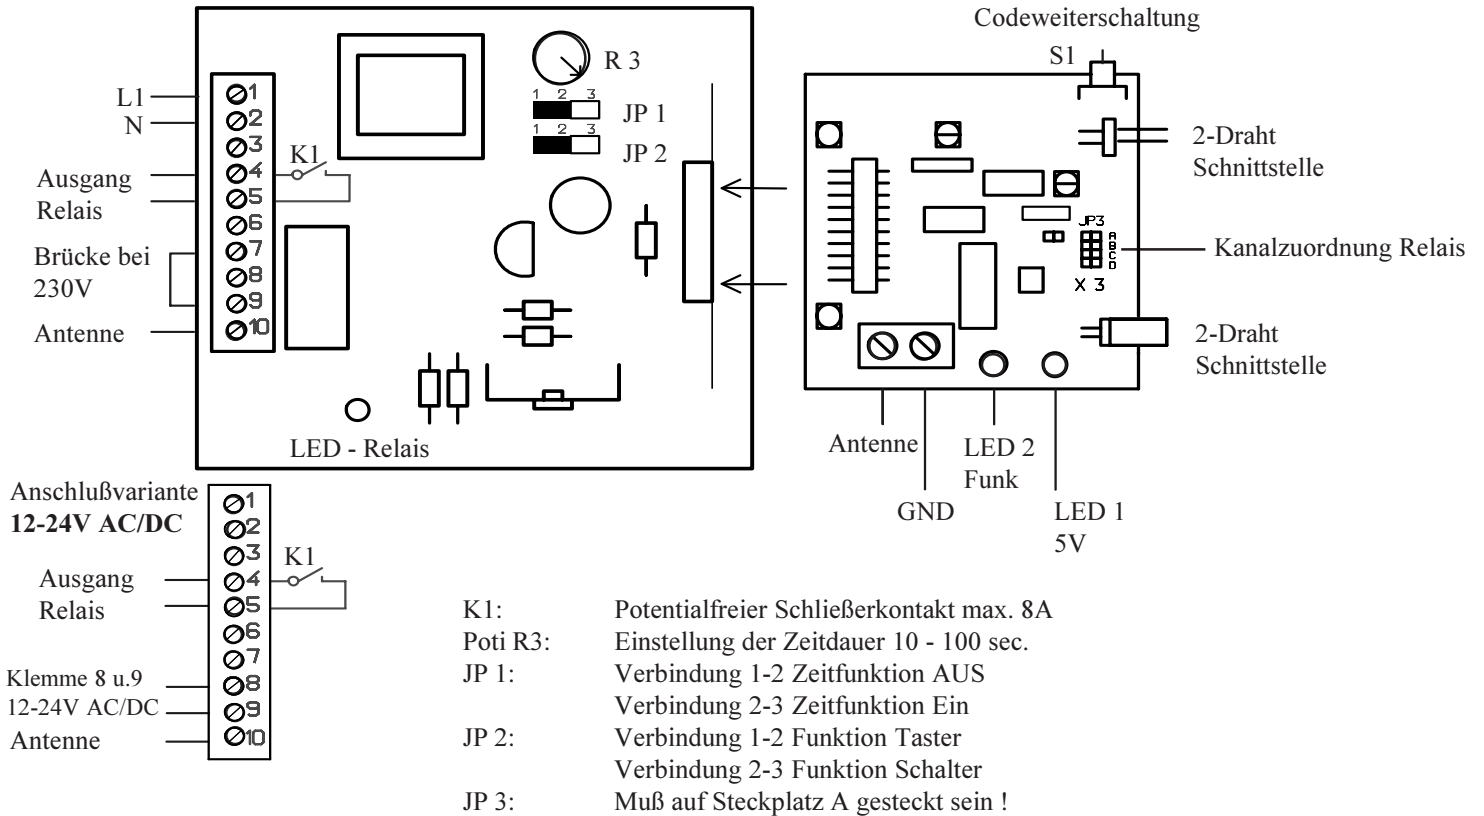 Codeweiterschaltung
S1
R 3
1 2 3
JP 1
1 2 3
JP 2
L1
N
Ausgang
Relais
Brücke bei
230V
Antenne
1
2
3
4
5
6
7
8
9
10
K1
LED - Relais
2-Draht
Schnittstelle
JP3
A
B
C
D
X 3
Kanalzuordnung Relais
2-Draht
Schnittstelle
Antenne
GND
LED 2
Funk
LED 1
5V
Anschlußvariante
12-24V AC/DC
Ausgang
Relais
Klemme 8 u.9
12-24V AC/DC
Antenne
1
2
3
4
5
6
7
8
9
10
K1
K1: Potentialfreier Schließerkontakt max. 8A
Poti R3: Einstellung der Zeitdauer 10 - 100 sec.
JP 1: Verbindung 1-2 Zeitfunktion AUS
Verbindung 2-3 Zeitfunktion Ein
JP 2: Verbindung 1-2 Funktion Taster
Verbindung 2-3 Funktion Schalter
JP 3: Muß auf Steckplatz A gesteckt sein !